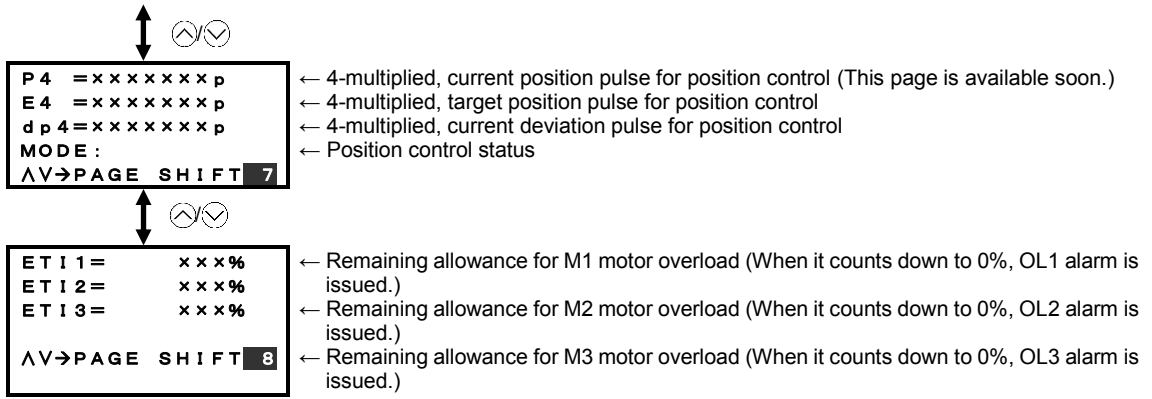 P4 =×××××××p ← 4-multiplied, current position pulse for position control (This page is available soon.)
E4 =×××××××p ← 4-multiplied, target position pulse for position control
dp4=×××××××p ← 4-multiplied, current deviation pulse for position control
MODE: ← Position control status
∧∨→PAGE SHIFT 7
ETI1= ×××% ← Remaining allowance for M1 motor overload (When it counts down to 0%, OL1 alarm is
issued.)
ETI2= ×××% ← Remaining allowance for M2 motor overload (When it counts down to 0%, OL2 alarm is
issued.)
ETI3= ×××% ← Remaining allowance for M3 motor overload (When it counts down to 0%, OL3 alarm is
issued.)
∧∨→PAGE SHIFT 8